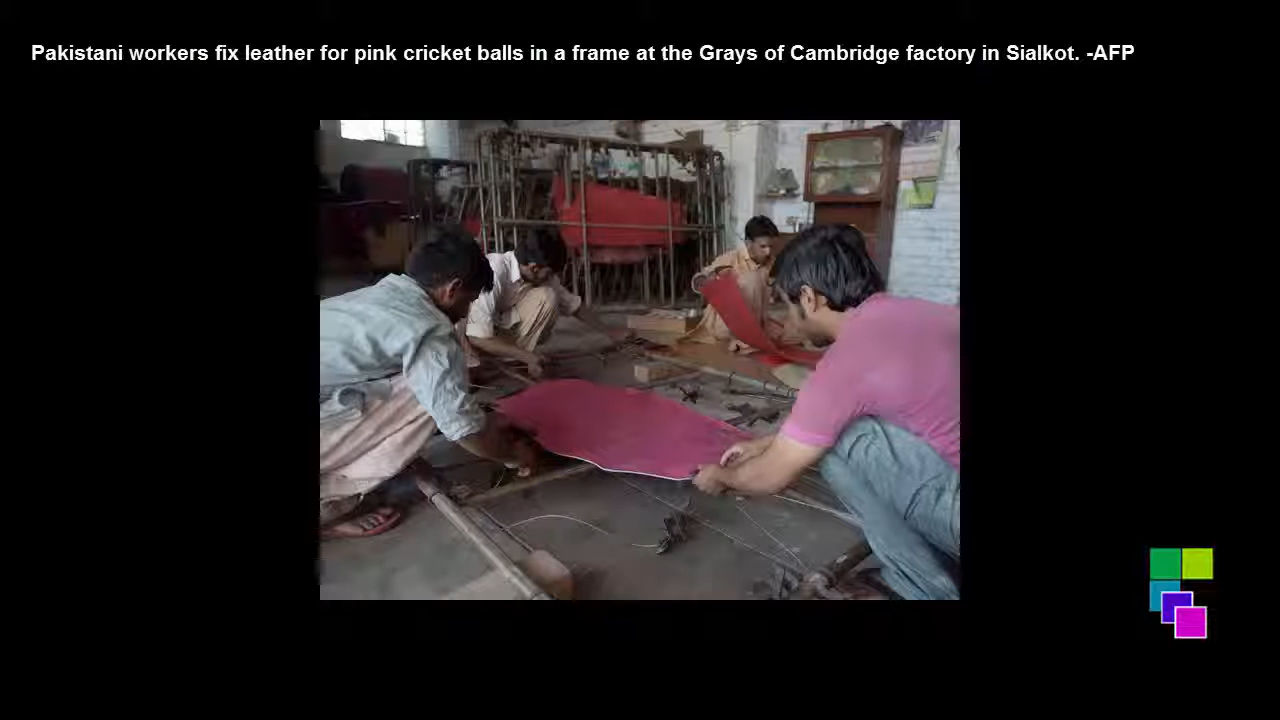 Pakistani workers fix leather for pink cricket balls in a frame at the Grays of Cambridge factory in Sialkot. -AFP